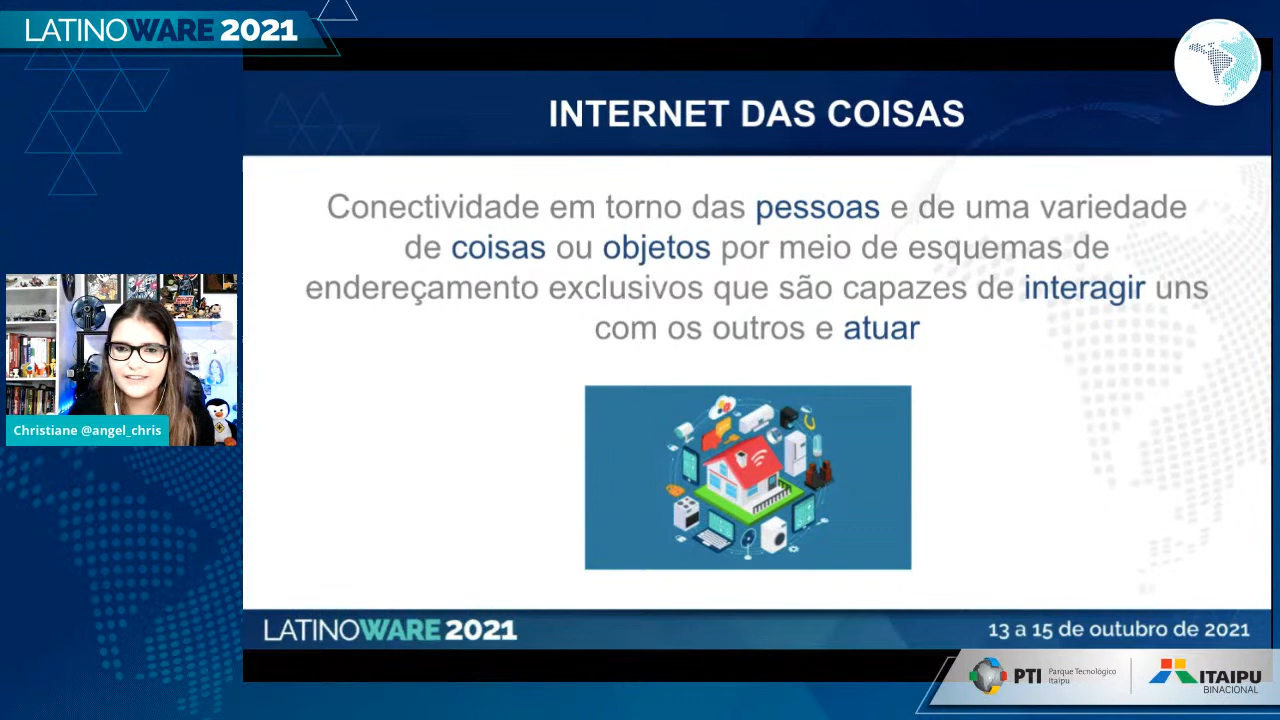 LATINOWARE 2021
INTERNET DAS COISAS
Conectividade em torno das pessoas e de uma variedade
de coisas ou objetos por meio de esquemas de
endereçamento exclusivos que são capazes de interagir uns
com os outros e atuar
Christiane @angel_chris
LATINOWARE 2021
13 a 15 de outubro de 2021
PTI
Parque Tecnológico
Itaipu
ITAIPU
BINACIONAL